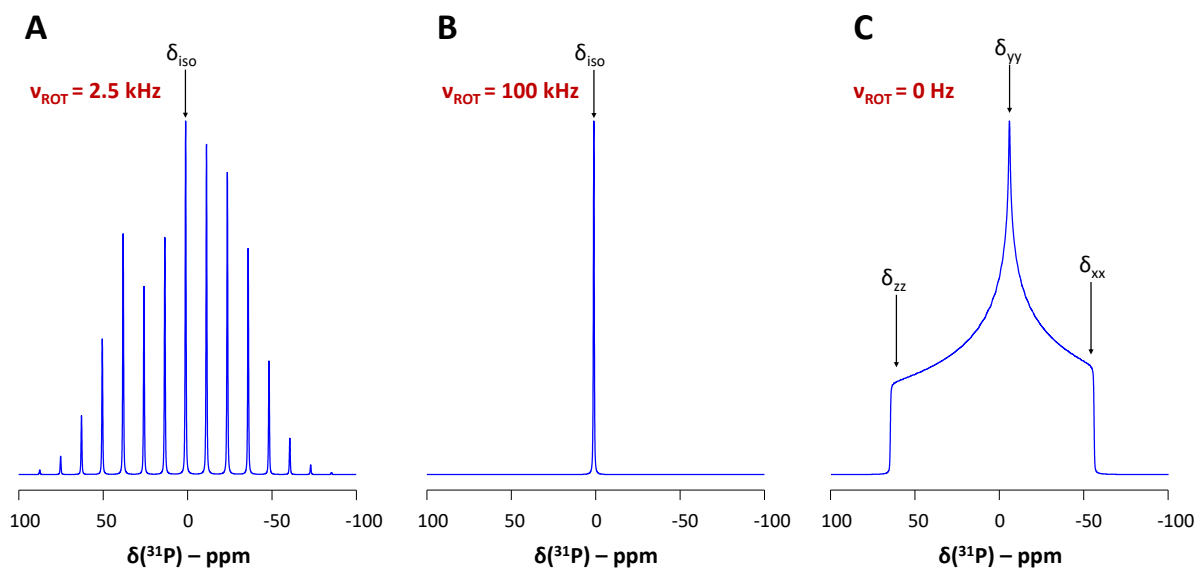 A
δiso
νROT = 2.5 kHz
100 50 0 -50 -100
δ(³¹P) – ppm
B
δiso
νROT = 100 kHz
100 50 0 -50 -100
δ(³¹P) – ppm
C
δyy
νROT = 0 Hz
δzz
δxx
100 50 0 -50 -100
δ(³¹P) – ppm